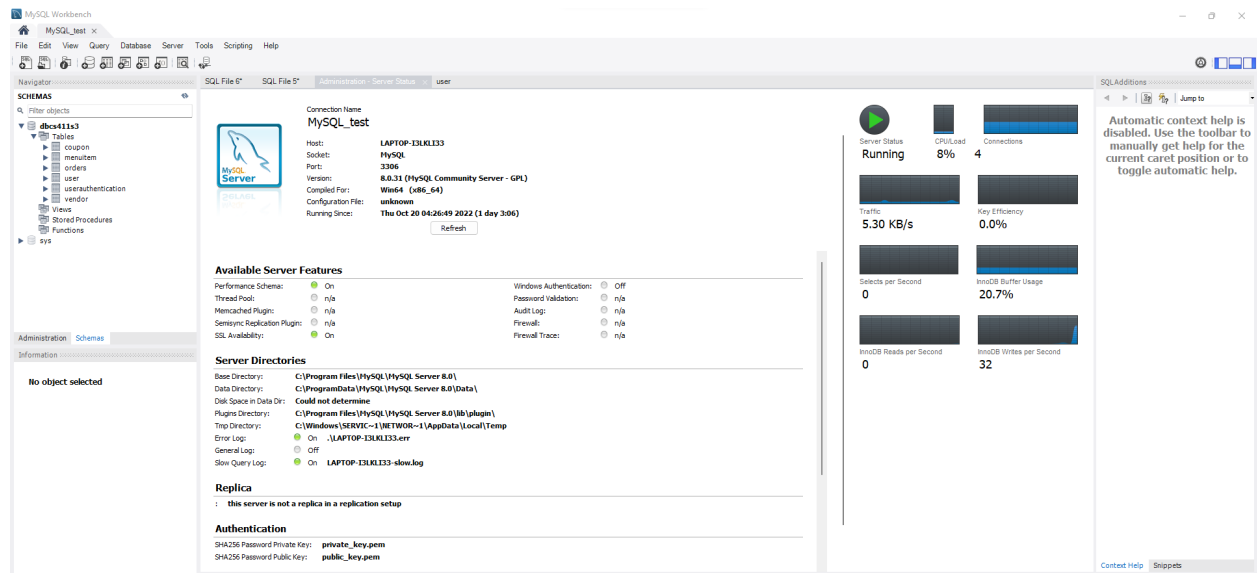 MySQL Workbench
MySQL_test ×
File Edit View Query Database Server Tools Scripting Help
Navigator
SCHEMAS
Filter objects
dbcs411s3
Tables
coupon
menuitem
orders
user
userauthentication
vendor
Views
Stored Procedures
Functions
sys
Administration Schemas
Information
No object selected
SQL File 6* SQL File 5* Administration - Server Status × user
Connection Name
MySQL_test
MySQL Server
Host: LAPTOP-I3LKLI33
Socket: MySQL
Port: 3306
Version: 8.0.31 (MySQL Community Server - GPL)
Compiled For: Win64 (x86_64)
Configuration File: unknown
Running Since: Thu Oct 20 04:26:49 2022 (1 day 3:06)
Refresh
Available Server Features
Performance Schema: On Windows Authentication: Off
Thread Pool: n/a Password Validation: n/a
Memcached Plugin: n/a Audit Log: n/a
Semisync Replication Plugin: n/a Firewall: n/a
SSL Availability: On Firewall Trace: n/a
Server Directories
Base Directory: C:\Program Files\MySQL\MySQL Server 8.0\
Data Directory: C:\ProgramData\MySQL\MySQL Server 8.0\Data\
Disk Space in Data Dir: Could not determine
Plugins Directory: C:\Program Files\MySQL\MySQL Server 8.0\lib\plugin\
Tmp Directory: C:\Windows\SERVIC~1\NETWOR~1\AppData\Local\Temp
Error Log: On .\LAPTOP-I3LKLI33.err
General Log: Off
Slow Query Log: On LAPTOP-I3LKLI33-slow.log
Replica
: this server is not a replica in a replication setup
Authentication
SHA256 Password Private Key: private_key.pem
SHA256 Password Public Key: public_key.pem
Server Status CPU/Load Connections
Running 8% 4
Traffic Key Efficiency
5.30 KB/s 0.0%
Selects per Second InnoDB Buffer Usage
0 20.7%
InnoDB Reads per Second InnoDB Writes per Second
0 32
SQLAdditions
Jump to
Automatic context help is
disabled. Use the toolbar to
manually get help for the
current caret position or to
toggle automatic help.
Context Help Snippets